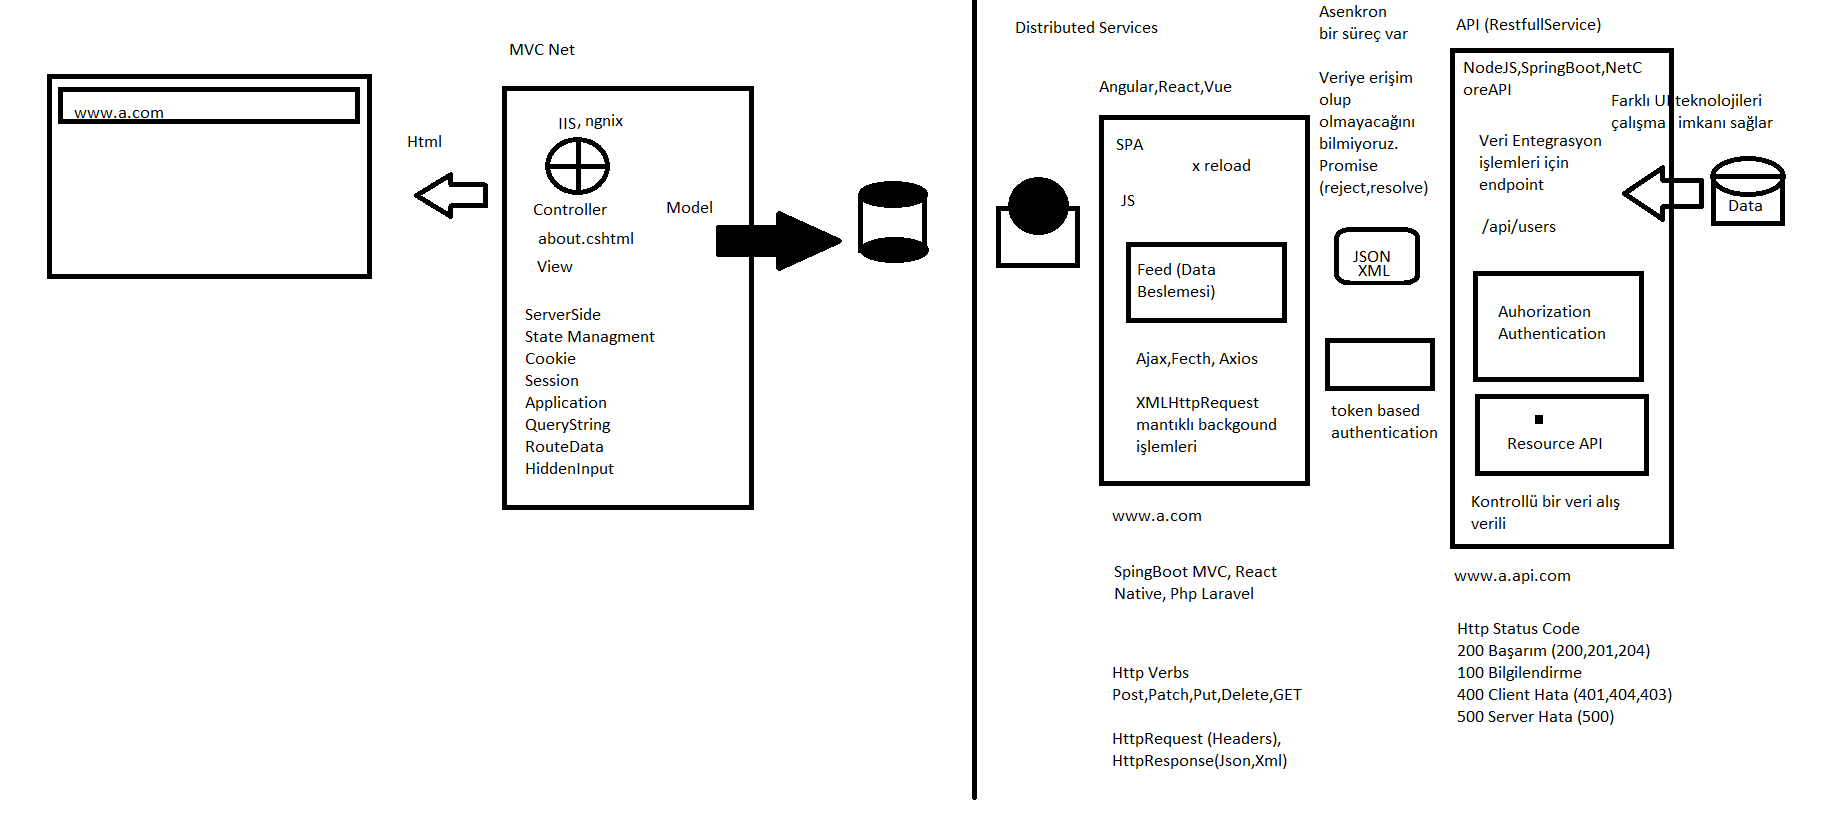 MVC Net
www.a.com
Html
IIS, ngnix
Controller
Model
about.cshtml
View
ServerSide
State Managment
Cookie
Session
Application
QueryString
RouteData
HiddenInput
Distributed Services
Angular,React,Vue
SPA
x reload
JS
Feed (Data
Beslemesi)
Ajax,Fecth, Axios
XMLHttpRequest
mantıklı backgound
işlemleri
www.a.com
SpingBoot MVC, React
Native, Php Laravel
Http Verbs
Post,Patch,Put,Delete,GET
HttpRequest (Headers),
HttpResponse(Json,Xml)
Asenkron
bir süreç var
Veriye erişim
olup
olmayacağını
bilmiyoruz.
Promise
(reject,resolve)
JSON
XML
token based
authentication
API (RestfullService)
NodeJS,SpringBoot,NetC
oreAPI
Farklı UI teknolojileri
çalışma imkanı sağlar
Veri Entegrasyon
işlemleri için
endpoint
/api/users
Data
Auhorization
Authentication
Resource API
Kontrollü bir veri alış
verili
www.a.api.com
Http Status Code
200 Başarım (200,201,204)
100 Bilgilendirme
400 Client Hata (401,404,403)
500 Server Hata (500)